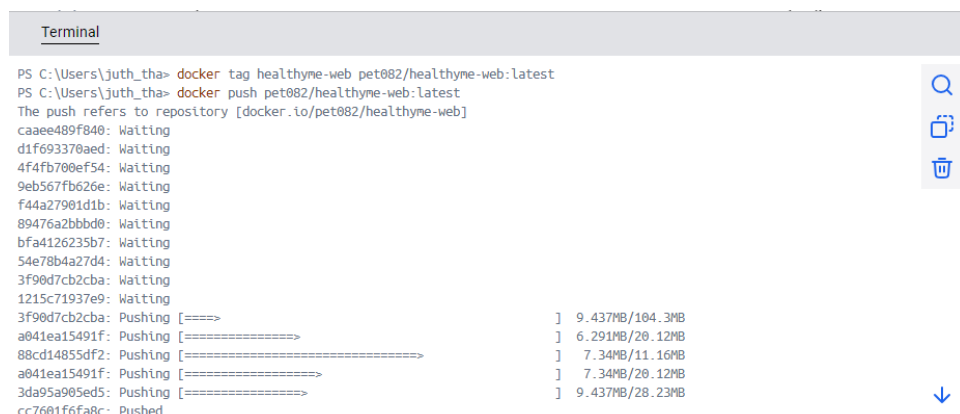 Terminal
PS C:\Users\juth_tha> docker tag healthyme-web pet082/healthyme-web:latest
PS C:\Users\juth_tha> docker push pet082/healthyme-web:latest
The push refers to repository [docker.io/pet082/healthyme-web]
caaee489f840: Waiting
d1f693370aed: Waiting
4f4fb700ef54: Waiting
9eb567fb626e: Waiting
f44a27901d1b: Waiting
89476a2bbbd0: Waiting
bfa4126235b7: Waiting
54e78b4a27d4: Waiting
3f90d7cb2cba: Waiting
1215c71937e9: Waiting
3f90d7cb2cba: Pushing [====>                                              ]  9.437MB/104.3MB
a041ea15491f: Pushing [===============>                                   ]  6.291MB/20.12MB
88cd14855df2: Pushing [================================>                  ]   7.34MB/11.16MB
a041ea15491f: Pushing [==================>                                ]   7.34MB/20.12MB
3da95a905ed5: Pushing [================>                                  ]  9.437MB/28.23MB
cc7601f6fa8c: Pushed